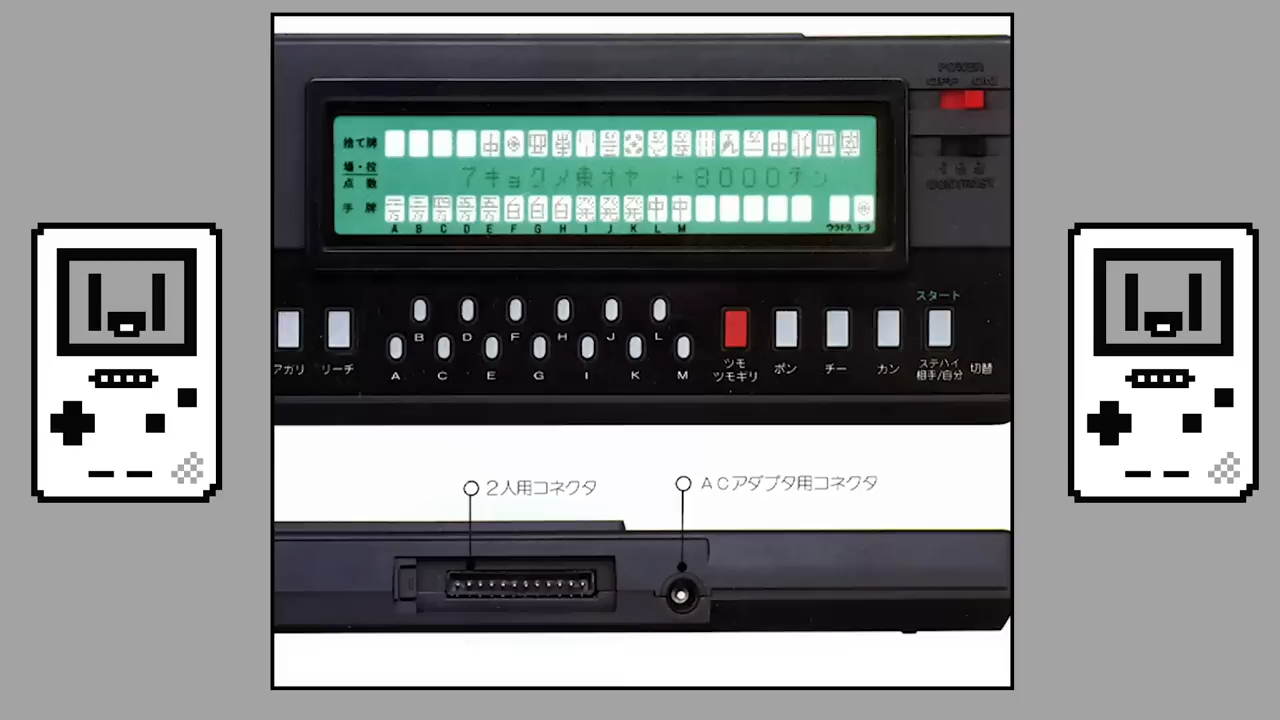 POWER
OFF ON
捨て牌
場・枚
点 数
7キョクメ東オヤ +8000テン
手牌
A B C D E F G H I J K L M
ウラドラ ドラ
CONTRAST
スタート
B D F H J L
A C E G I K M
アガリ
リーチ
ツモ
ツモギリ
ポン
チー
カン
ステハイ
相手/自分
切替
2人用コネクタ
ACアダプタ用コネクタ